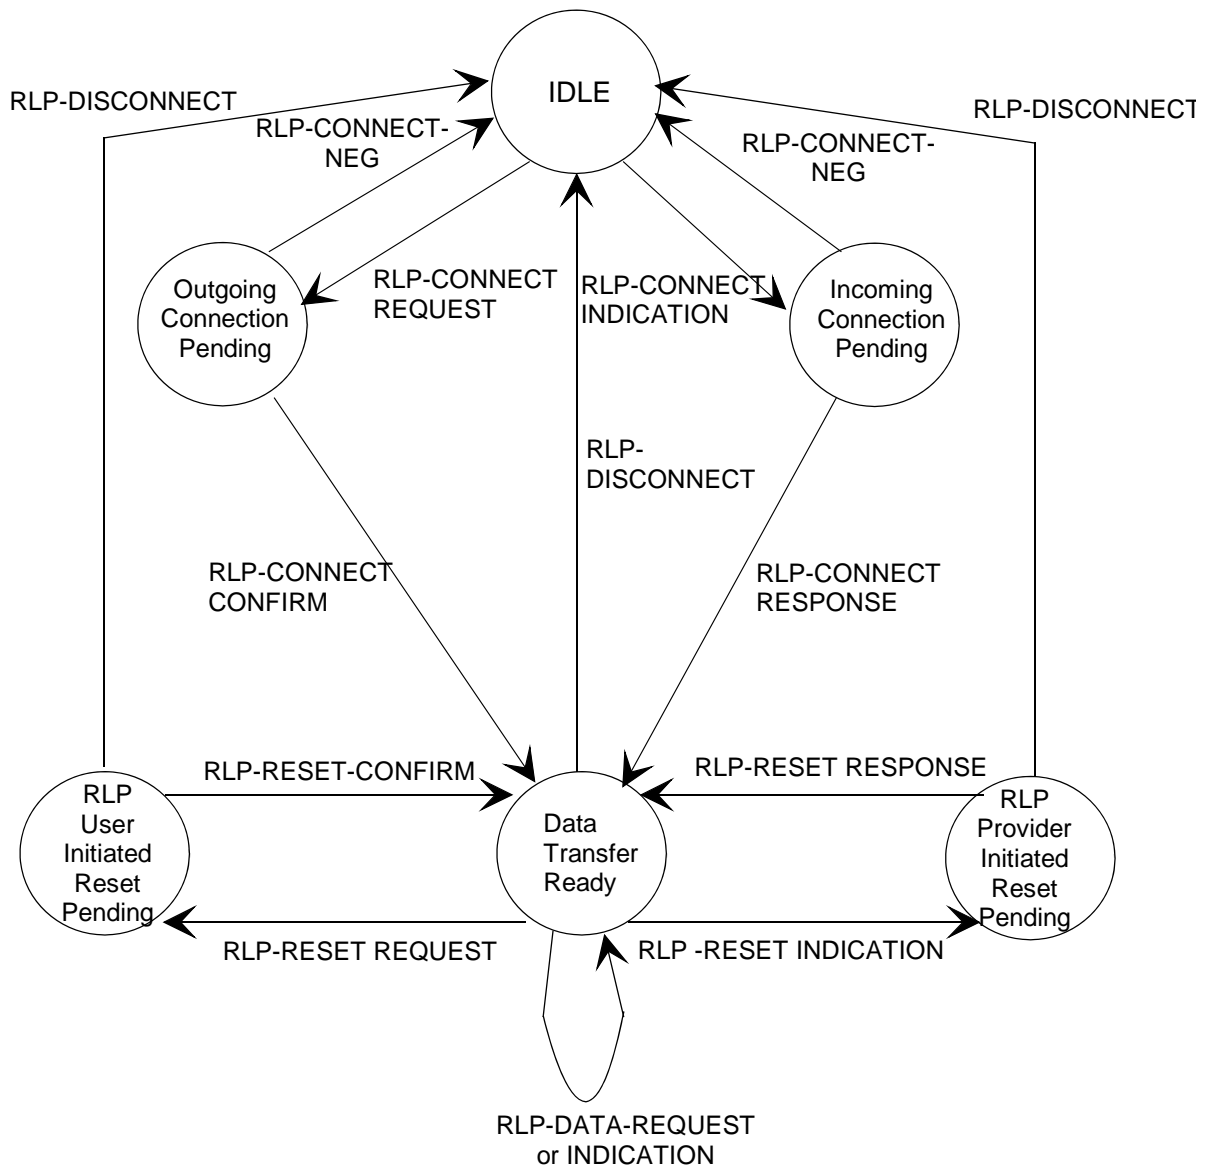 IDLE
RLP-DISCONNECT
RLP-DISCONNECT
RLP-CONNECT-
NEG
RLP-CONNECT-
NEG
Outgoing
Connection
Pending
RLP-CONNECT
REQUEST
RLP-CONNECT
INDICATION
Incoming
Connection
Pending
RLP-
DISCONNECT
RLP-CONNECT
CONFIRM
RLP-CONNECT
RESPONSE
RLP-RESET-CONFIRM
RLP-RESET RESPONSE
RLP
User
Initiated
Reset
Pending
Data
Transfer
Ready
RLP
Provider
Initiated
Reset
Pending
RLP-RESET REQUEST
RLP -RESET INDICATION
RLP-DATA-REQUEST
or INDICATION